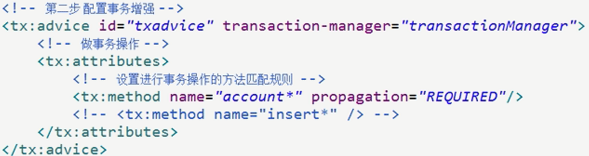 <!-- 第二步 配置事务增强 -->
<tx:advice id="txadvice" transaction-manager="transactionManager">
<!-- 做事务操作 -->
<tx:attributes>
<!-- 设置进行事务操作的方法匹配规则 -->
<tx:method name="account*" propagation="REQUIRED"/>
<!-- <tx:method name="insert*" /> -->
</tx:attributes>
</tx:advice>